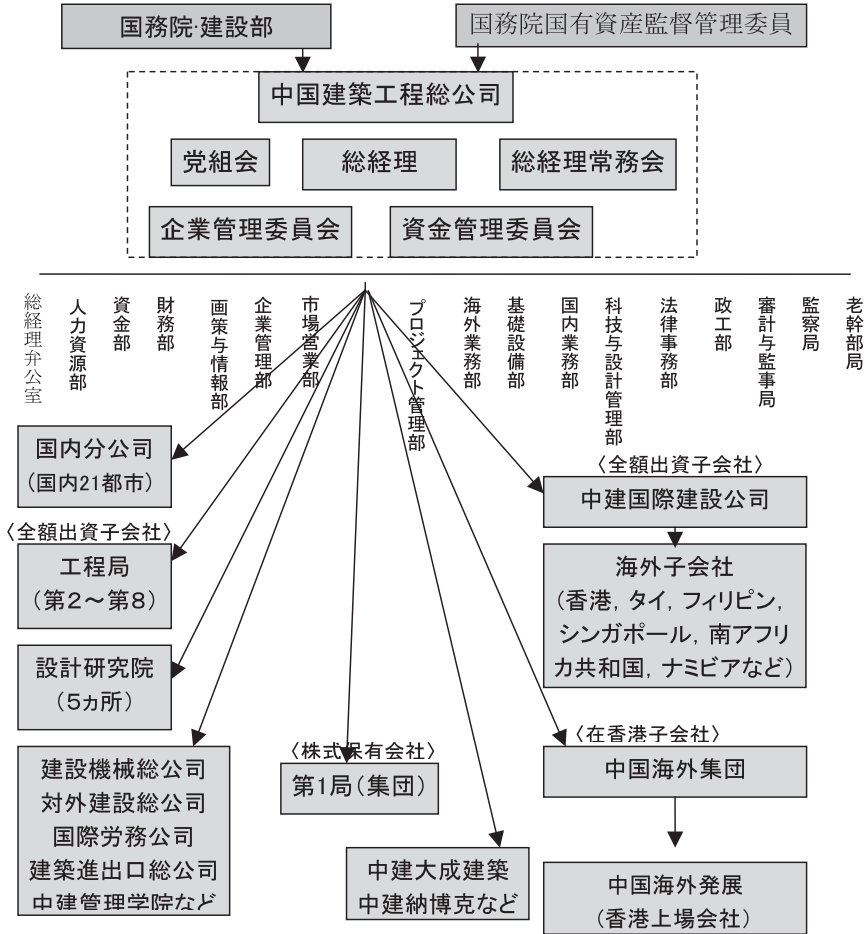 国務院·建設部
国務院国有資産監督管理委員
中国建築工程総公司
党組会
総経理
総経理常務会
企業管理委員会
資金管理委員会
総経理弁公室
人力資源部
資金部
財務部
画策与情報部
企業管理部
市場営業部
プロジェクト管理部
海外業務部
基礎設備部
国内業務部
科技与設計管理部
法律事務部
政工部
審計与監事局
監察局
老幹部局
国内分公司
(国内21都市)
〈全額出資子会社〉
工程局
(第2～第8)
設計研究院
(5ヵ所)
建設機械総公司
対外建設総公司
国際労務公司
建築進出口総公司
中建管理学院など
〈株式保有会社〉
第1局(集団)
中建大成建築
中建納博克など
〈全額出資子会社〉
中建国際建設公司
海外子会社
(香港, タイ, フィリピン,
シンガポール, 南アフリ
カ共和国, ナミビアなど)
〈在香港子会社〉
中国海外集団
中国海外発展
(香港上場会社)